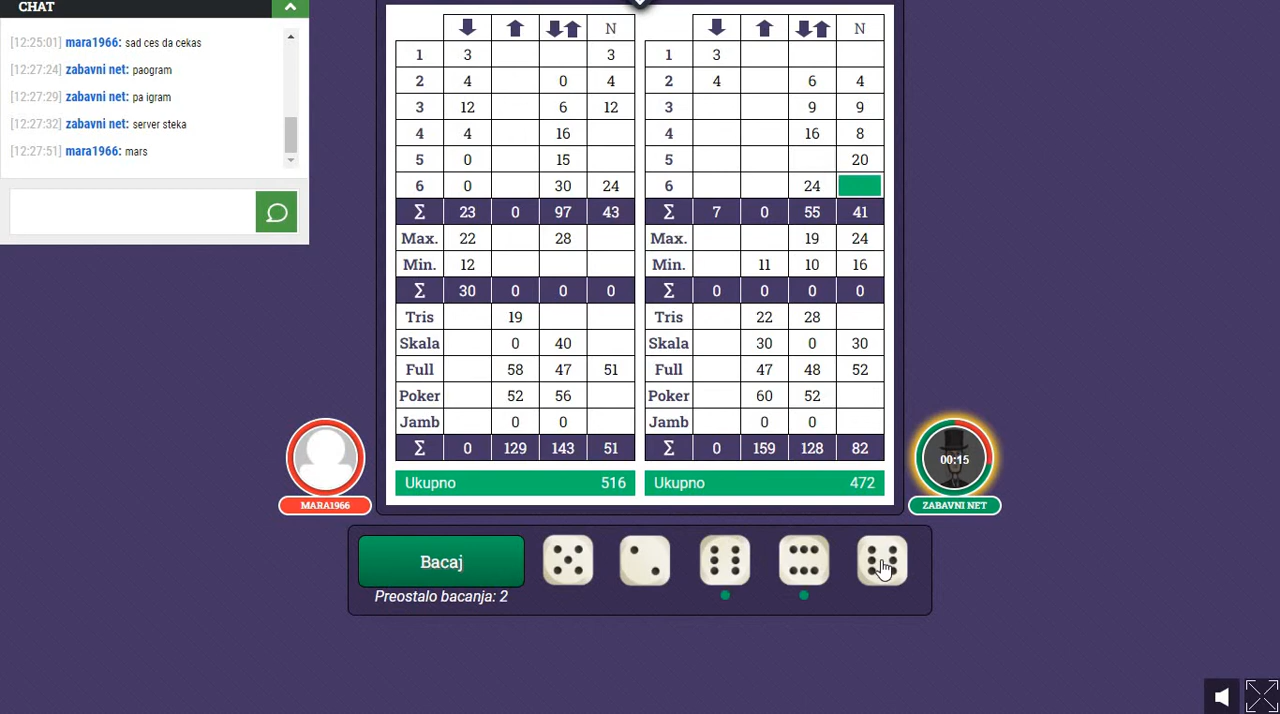 CHAT
[12:25:01] mara1966: sad ces da cekas
[12:27:24] zabavni net: paogram
[12:27:29] zabavni net: pa igram
[12:27:32] zabavni net: server steka
[12:27:51] mara1966: mars
N N
1 3 3 1 3
2 4 0 4 2 4 6 4
3 12 6 12 3 9 9
4 4 16 4 16 8
5 0 15 5 20
6 0 30 24 6 24
Σ 23 0 97 43 Σ 7 0 55 41
Max. 22 28 Max. 19 24
Min. 12 Min. 11 10 16
Σ 30 0 0 0 Σ 0 0 0 0
Tris 19 Tris 22 28
Skala 0 40 Skala 30 0 30
Full 58 47 51 Full 47 48 52
Poker 52 56 Poker 60 52
Jamb 0 0 Jamb 0 0
Σ 0 129 143 51 Σ 0 159 128 82
Ukupno 516 Ukupno 472
MARA1966
00:15
ZABAVNI NET
Bacaj
Preostalo bacanja: 2